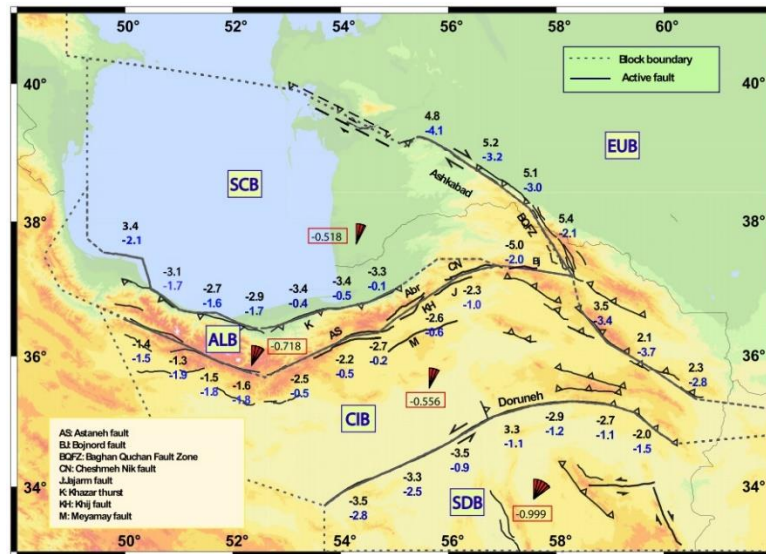 50° 52° 54° 56° 58° 60°
Block boundary
Active fault
40° 40°
4.8
-4.1
5.2
-3.2
EUB
5.1
-3.0
Ashkabad
SCB
BQFZ
5.4
-2.1
38° 38°
3.4
-2.1
-0.518
-5.0
-2.0
BJ
-3.1
-1.7
-2.7
-1.6
-2.9
-1.7
-3.4
-0.4
-3.4
-0.5
-3.3
-0.1
CN
Abr
J
-2.3
-1.0
K
AS
KH
-2.6
-0.6
M
3.5
-3.4
36° 36°
ALB
-0.718
-1.4
-1.5
-1.3
-1.9
-1.5
-1.8
-1.6
-1.8
-2.5
-0.5
-2.2
-0.5
-2.7
-0.2
2.1
-3.7
2.3
-2.8
-0.556
CIB
Doruneh
-3.5
-2.8
-3.3
-2.5
-3.5
-0.9
3.3
-1.1
-2.9
-1.2
-2.7
-1.1
-2.0
-1.5
SDB
-0.999
34° 34°
AS: Astaneh fault
BJ: Bojnord fault
BQFZ: Baghan Quchan Fault Zone
CN: Cheshmeh Nik fault
J:Jajarm fault
K: Khazar thurst
KH: Khij fault
M: Meyamay fault
50° 52° 54° 56° 58° 60°